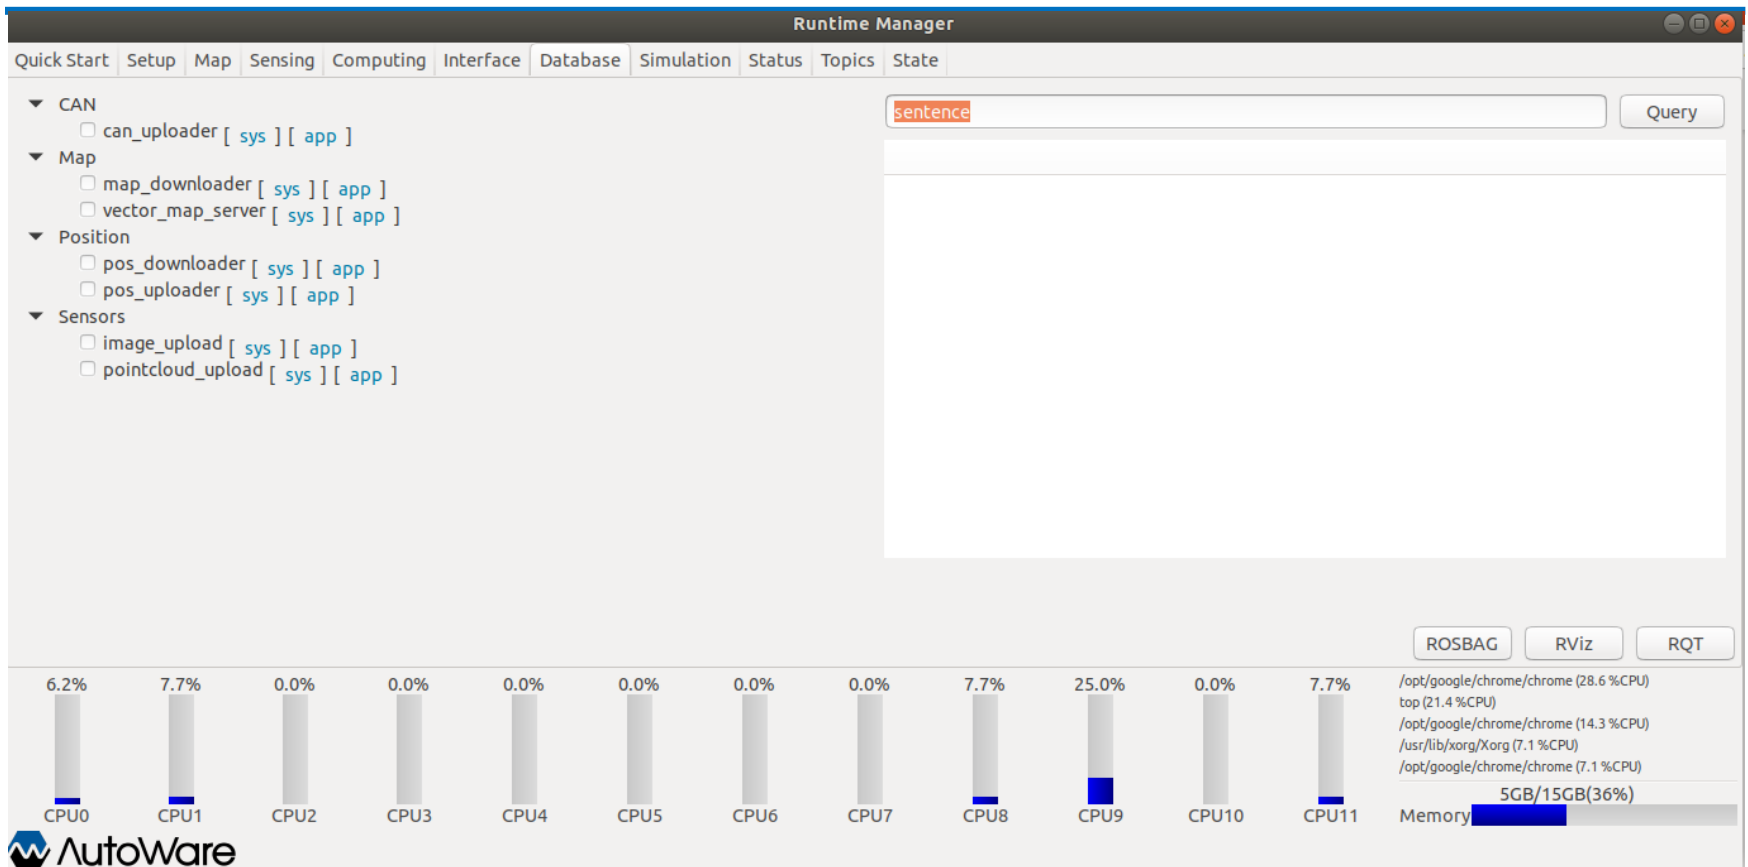 Runtime Manager
Quick Start Setup Map Sensing Computing Interface Database Simulation Status Topics State
CAN
can_uploader [ sys ] [ app ]
Map
map_downloader [ sys ] [ app ]
vector_map_server [ sys ] [ app ]
Position
pos_downloader [ sys ] [ app ]
pos_uploader [ sys ] [ app ]
Sensors
image_upload [ sys ] [ app ]
pointcloud_upload [ sys ] [ app ]
sentence Query
ROSBAG RViz RQT
6.2% 7.7% 0.0% 0.0% 0.0% 0.0% 0.0% 0.0% 7.7% 25.0% 0.0% 7.7%
CPU0 CPU1 CPU2 CPU3 CPU4 CPU5 CPU6 CPU7 CPU8 CPU9 CPU10 CPU11
/opt/google/chrome/chrome (28.6 %CPU)
top (21.4 %CPU)
/opt/google/chrome/chrome (14.3 %CPU)
/usr/lib/xorg/Xorg (7.1 %CPU)
/opt/google/chrome/chrome (7.1 %CPU)
5GB/15GB(36%)
Memory
AutoWare